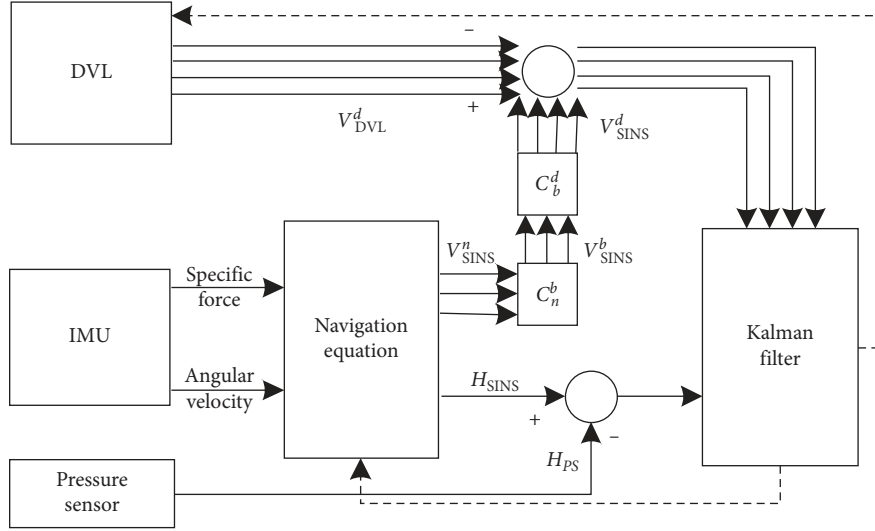 DVL
−
+
V^d_DVL
V^d_SINS
C^d_b
V^n_SINS
V^b_SINS
C^b_n
IMU
Specific
force
Angular
velocity
Navigation
equation
Kalman
filter
H_SINS
+
−
H_PS
Pressure
sensor